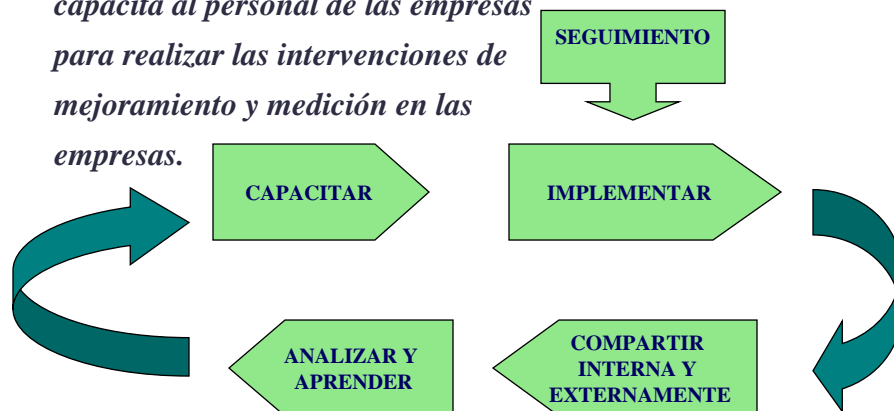 capacita al personal de las empresas
para realizar las intervenciones de
mejoramiento y medición en las
empresas.
SEGUIMIENTO
CAPACITAR
IMPLEMENTAR
ANALIZAR Y
APRENDER
COMPARTIR
INTERNA Y
EXTERNAMENTE